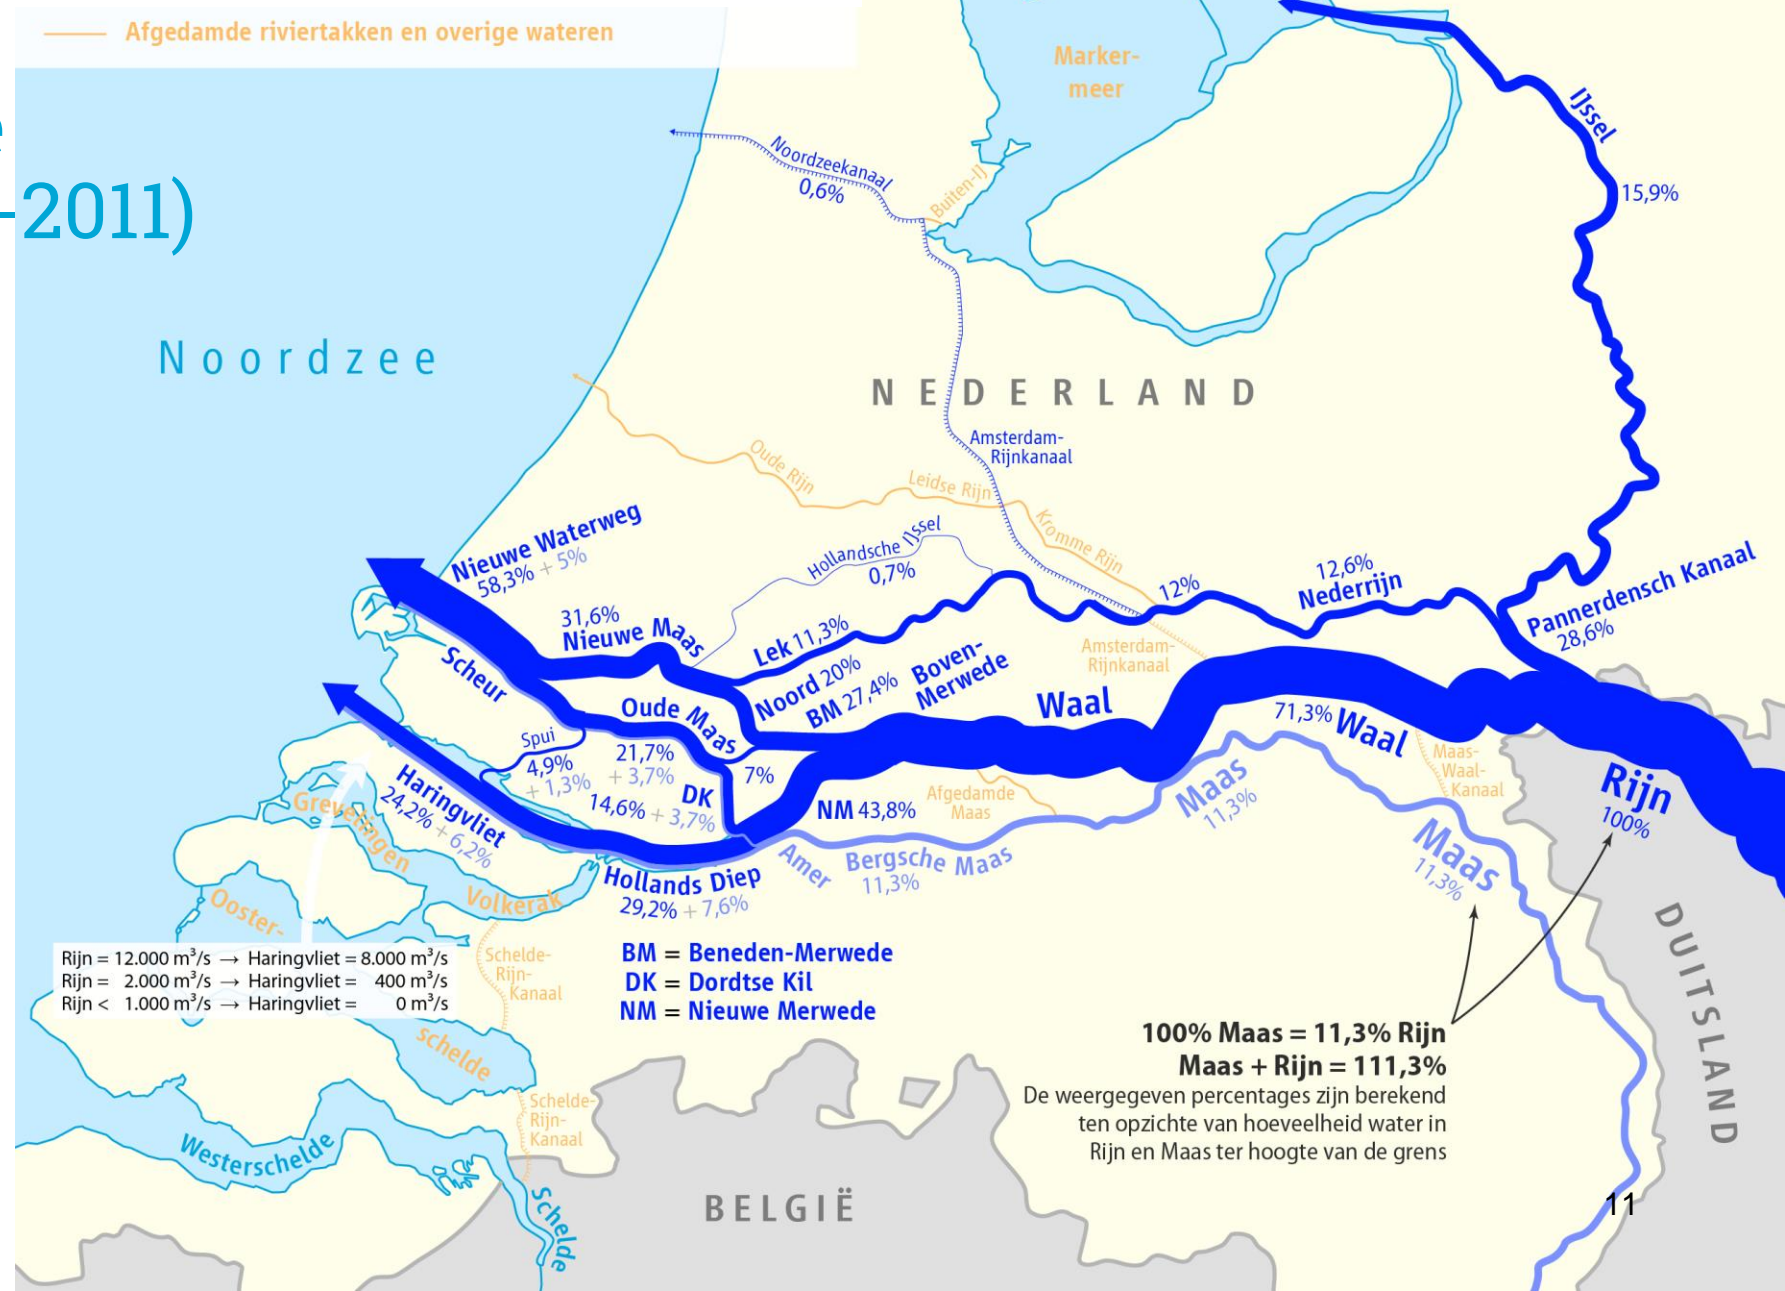 Afgedamde riviertakken en overige wateren
e
-2011)
Marker-
meer
IJssel
15,9%
Noordzeekanaal
0,6%
Buiten-IJ
Noordzee
NEDERLAND
Amsterdam-
Rijnkanaal
Oude Rijn
Leidse Rijn
Kromme Rijn
Hollandsche IJssel
0,7%
Nieuwe Waterweg
58,3% + 5%
31,6%
Nieuwe Maas
Lek 11,3%
12%
12,6%
Nederrijn
Pannerdensch Kanaal
28,6%
Amsterdam-
Rijnkanaal
Scheur
Oude Maas
Noord 20%
BM 27,4%
Boven-
Merwede
Waal
71,3% Waal
Spui
4,9%
+ 1,3%
21,7%
+ 3,7%
7%
14,6% + 3,7%
DK
NM 43,8%
Afgedamde
Maas
Maas
11,3%
Maas-
Waal-
Kanaal
Rijn
100%
Haringvliet
24,2% + 6,2%
Grevelingen
Volkerak
Hollands Diep
29,2% + 7,6%
Amer
Bergsche Maas
11,3%
Maas
11,3%
Ooster-
schelde
Rijn = 12.000 m³/s → Haringvliet = 8.000 m³/s
Rijn = 2.000 m³/s → Haringvliet = 400 m³/s
Rijn < 1.000 m³/s → Haringvliet = 0 m³/s
Schelde-
Rijn-
Kanaal
BM = Beneden-Merwede
DK = Dordtse Kil
NM = Nieuwe Merwede
DUITSLAND
100% Maas = 11,3% Rijn
Maas + Rijn = 111,3%
De weergegeven percentages zijn berekend
ten opzichte van hoeveelheid water in
Rijn en Maas ter hoogte van de grens
Schelde-
Rijn-
Kanaal
Westerschelde
Schelde
BELGIË
11